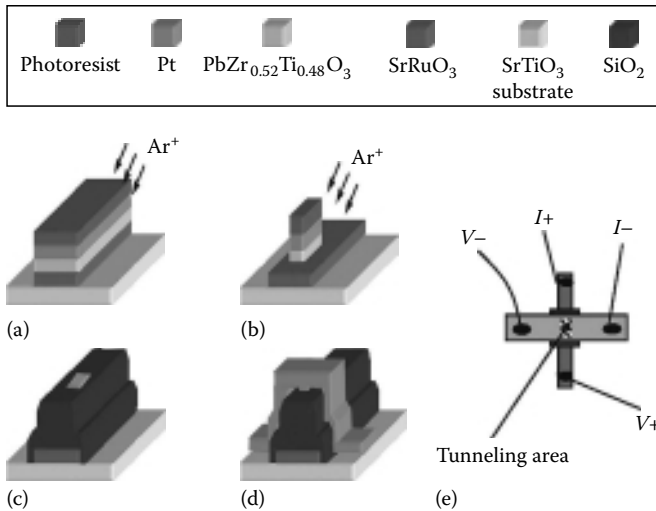 Photoresist Pt PbZr0.52Ti0.48O3 SrRuO3 SrTiO3 SiO2
substrate
Ar+ Ar+
I+
V− I−
(a) (b)
V+
Tunneling area
(c) (d) (e)